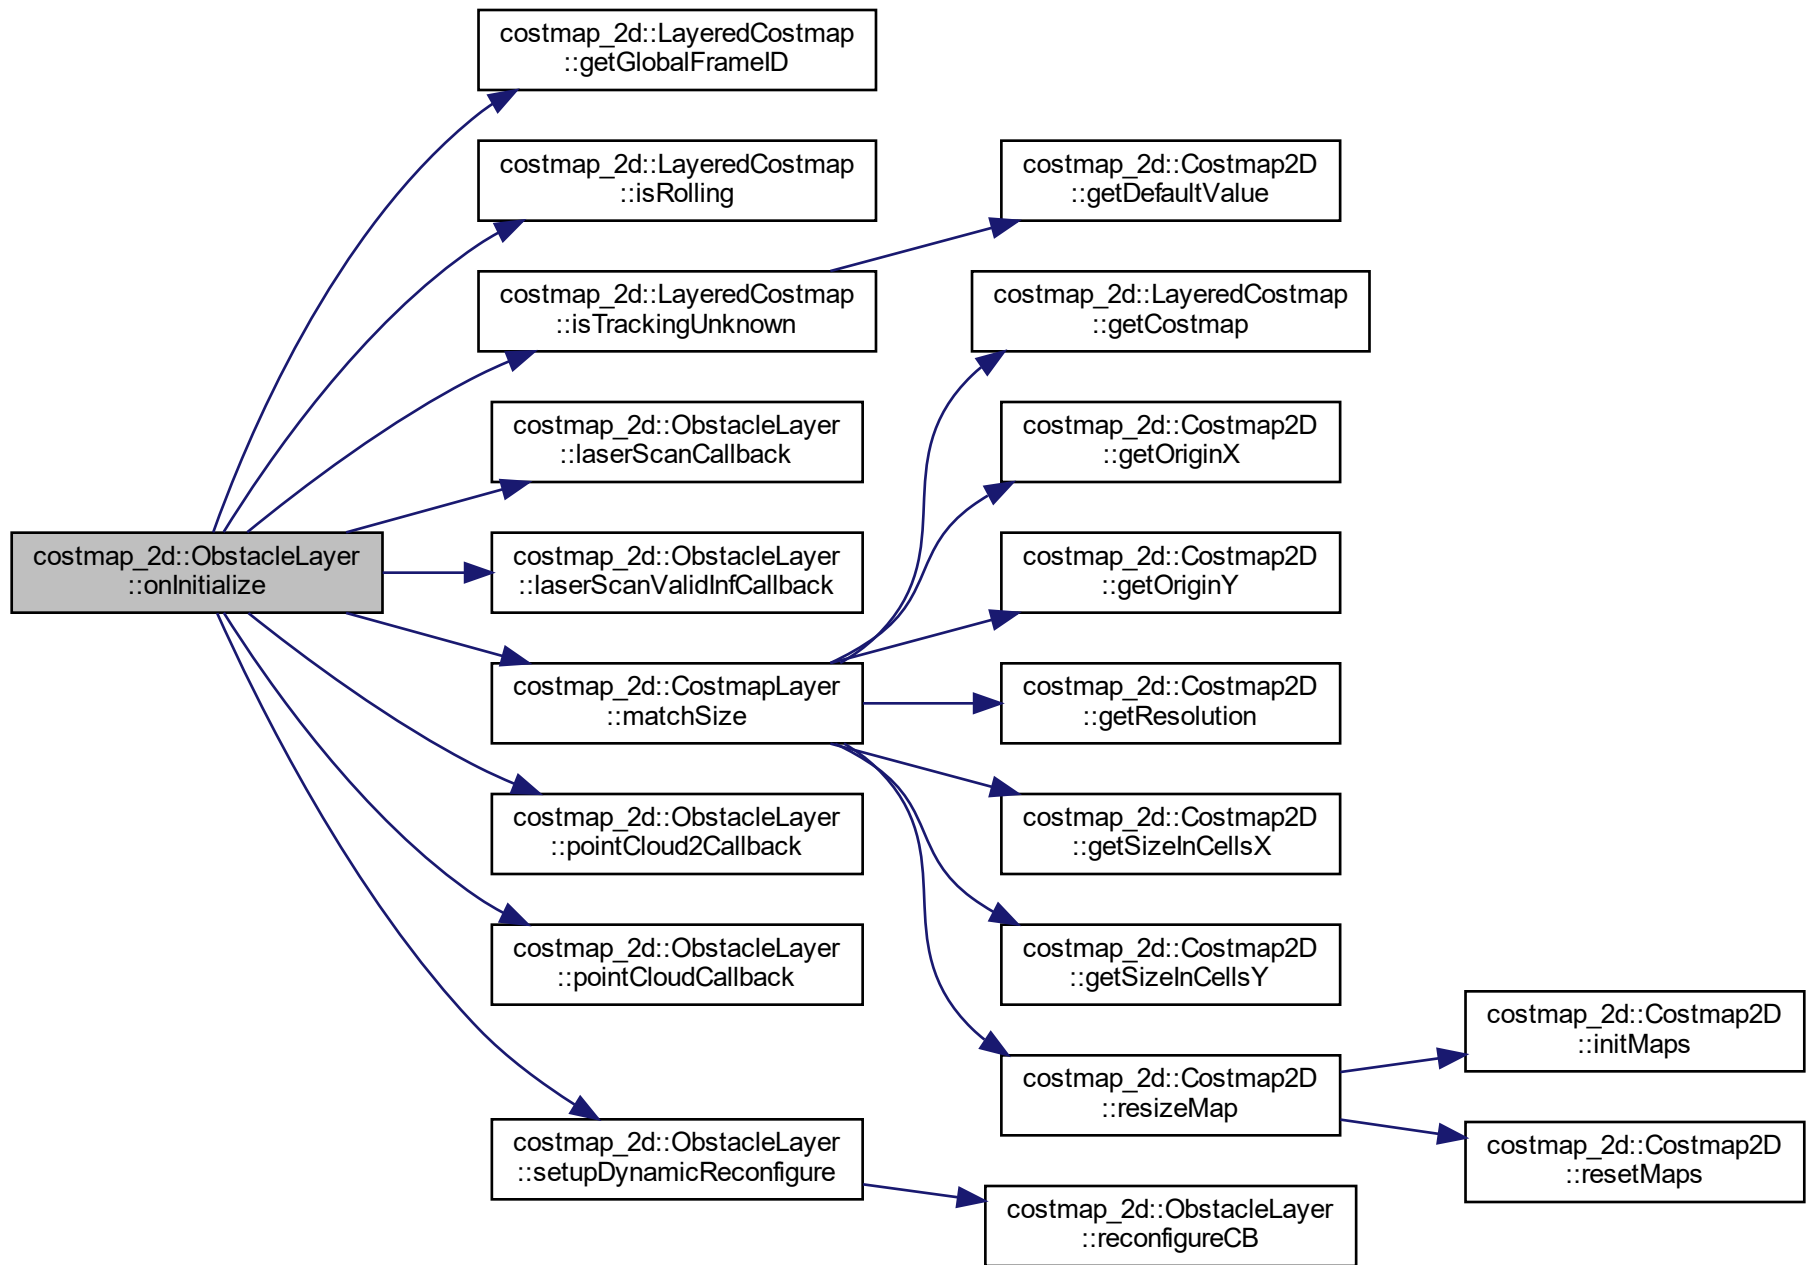 costmap_2d::LayeredCostmap
::getGlobalFrameID
costmap_2d::LayeredCostmap
::isRolling
costmap_2d::LayeredCostmap
::isTrackingUnknown
costmap_2d::ObstacleLayer
::laserScanCallback
costmap_2d::ObstacleLayer
::onInitialize
costmap_2d::ObstacleLayer
::laserScanValidInfCallback
costmap_2d::CostmapLayer
::matchSize
costmap_2d::ObstacleLayer
::pointCloud2Callback
costmap_2d::ObstacleLayer
::pointCloudCallback
costmap_2d::ObstacleLayer
::setupDynamicReconfigure
costmap_2d::Costmap2D
::getDefaultValue
costmap_2d::LayeredCostmap
::getCostmap
costmap_2d::Costmap2D
::getOriginX
costmap_2d::Costmap2D
::getOriginY
costmap_2d::Costmap2D
::getResolution
costmap_2d::Costmap2D
::getSizeInCellsX
costmap_2d::Costmap2D
::getSizeInCellsY
costmap_2d::Costmap2D
::resizeMap
costmap_2d::ObstacleLayer
::reconfigureCB
costmap_2d::Costmap2D
::initMaps
costmap_2d::Costmap2D
::resetMaps